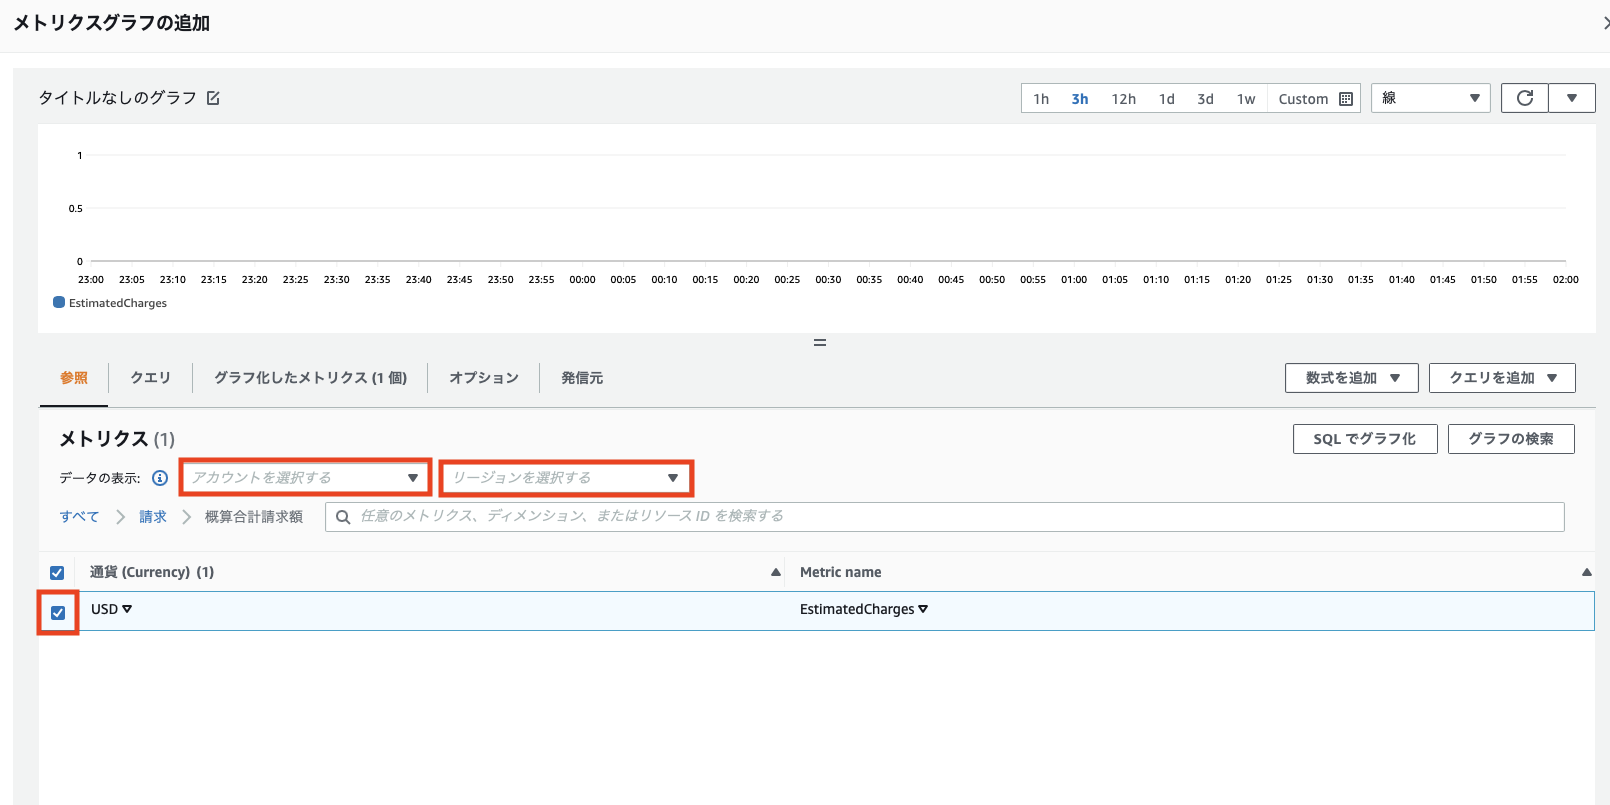 メトリクスグラフの追加
タイトルなしのグラフ
1h 3h 12h 1d 3d 1w Custom 線
1
0.5
0
23:00 23:05 23:10 23:15 23:20 23:25 23:30 23:35 23:40 23:45 23:50 23:55 00:00 00:05 00:10 00:15 00:20 00:25 00:30 00:35 00:40 00:45 00:50 00:55 01:00 01:05 01:10 01:15 01:20 01:25 01:30 01:35 01:40 01:45 01:50 01:55 02:00
EstimatedCharges
参照 クエリ グラフ化したメトリクス (1 個) オプション 発信元 数式を追加 クエリを追加
メトリクス (1) SQL でグラフ化 グラフの検索
データの表示: アカウントを選択する リージョンを選択する
すべて 請求 概算合計請求額 任意のメトリクス、ディメンション、またはリソース ID を検索する
通貨 (Currency) (1) Metric name
USD EstimatedCharges